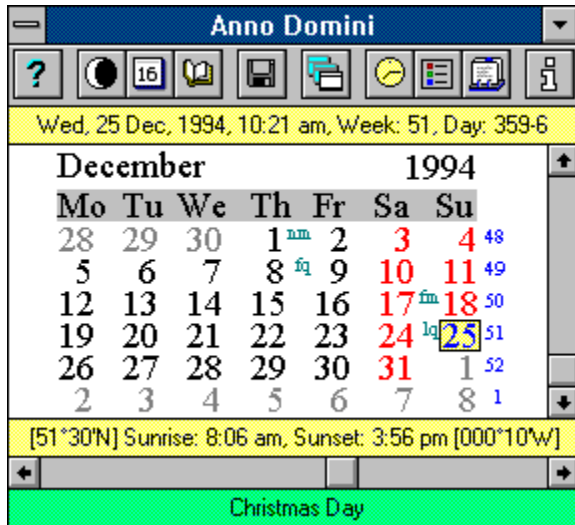 Anno Domini
? 16 i
Wed, 25 Dec, 1994, 10:21 am, Week: 51, Day: 359-6
December 1994
Mo Tu We Th Fr Sa Su
28 29 30 1 nm 2 3 4 48
5 6 7 8 fq 9 10 11 49
12 13 14 15 16 17 fm 18 50
19 20 21 22 23 24 lq 25 51
26 27 28 29 30 31 1 52
2 3 4 5 6 7 8 1
[51°30'N] Sunrise: 8:06 am, Sunset: 3:56 pm [000°10'W]
Christmas Day